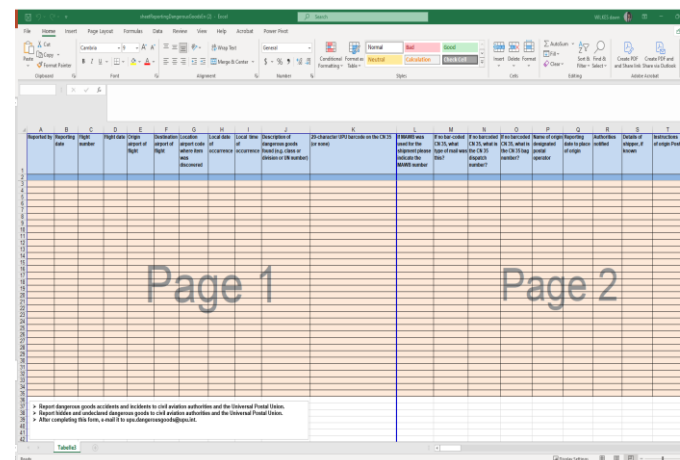 sheetReportingDangerousGoodsEn (2) - Excel
Search
File Home Insert Page Layout Formulas Data Review View Help Acrobat Power Pivot
Cut
Copy
Format Painter
Paste
Clipboard
Cambria
Font
Wrap Text
Merge & Center
Alignment
General
Number
Conditional Formatting
Format as Table
Normal Bad Good
Neutral Calculation Check Cell
Styles
Insert Delete Format
Cells
AutoSum
Fill
Clear
Sort & Filter
Find & Select
Editing
Create PDF and Share link
Create PDF and Share via Outlook
Adobe Acrobat
A B C D E F G H I J K L M N O P Q R S T
Reported by
Reporting date
Flight number
Flight date
Origin airport of flight
Destination airport of flight
Location airport code where item was discovered
Local date of occurrence
Local time of occurrence
Description of dangerous goods found (e.g. class or division or UN number)
29-character UPU barcode on the CN 35 (or none)
If MAWB was used for the shipment please indicate the MAWB number
If no bar-coded CN 35, what type of mail was this?
If no barcoded CN 35, what is the CN 35 dispatch number?
If no barcoded CN 35, what is the CN 35 bag number?
Name of origin designated postal operator
Reporting date to place of origin
Authorities notified
Details of shipper, if known
Instructions of origin Post
Page 1
Page 2
➢ Report dangerous goods accidents and incidents to civil aviation authorities and the Universal Postal Union.
➢ Report hidden and undeclared dangerous goods to civil aviation authorities and the Universal Postal Union.
➢ After completing this form, e-mail it to upu.dangerousgoods@upu.int.
Tabelle1
Ready
Display Settings